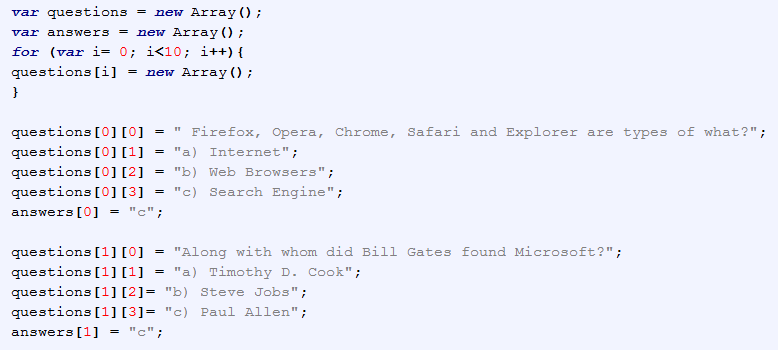 var questions = new Array();
var answers = new Array();
for (var i= 0; i<10; i++){
questions[i] = new Array();
}
questions[0][0] = " Firefox, Opera, Chrome, Safari and Explorer are types of what?";
questions[0][1] = "a) Internet";
questions[0][2] = "b) Web Browsers";
questions[0][3] = "c) Search Engine";
answers[0] = "c";
questions[1][0] = "Along with whom did Bill Gates found Microsoft?";
questions[1][1] = "a) Timothy D. Cook";
questions[1][2]= "b) Steve Jobs";
questions[1][3]= "c) Paul Allen";
answers[1] = "c";